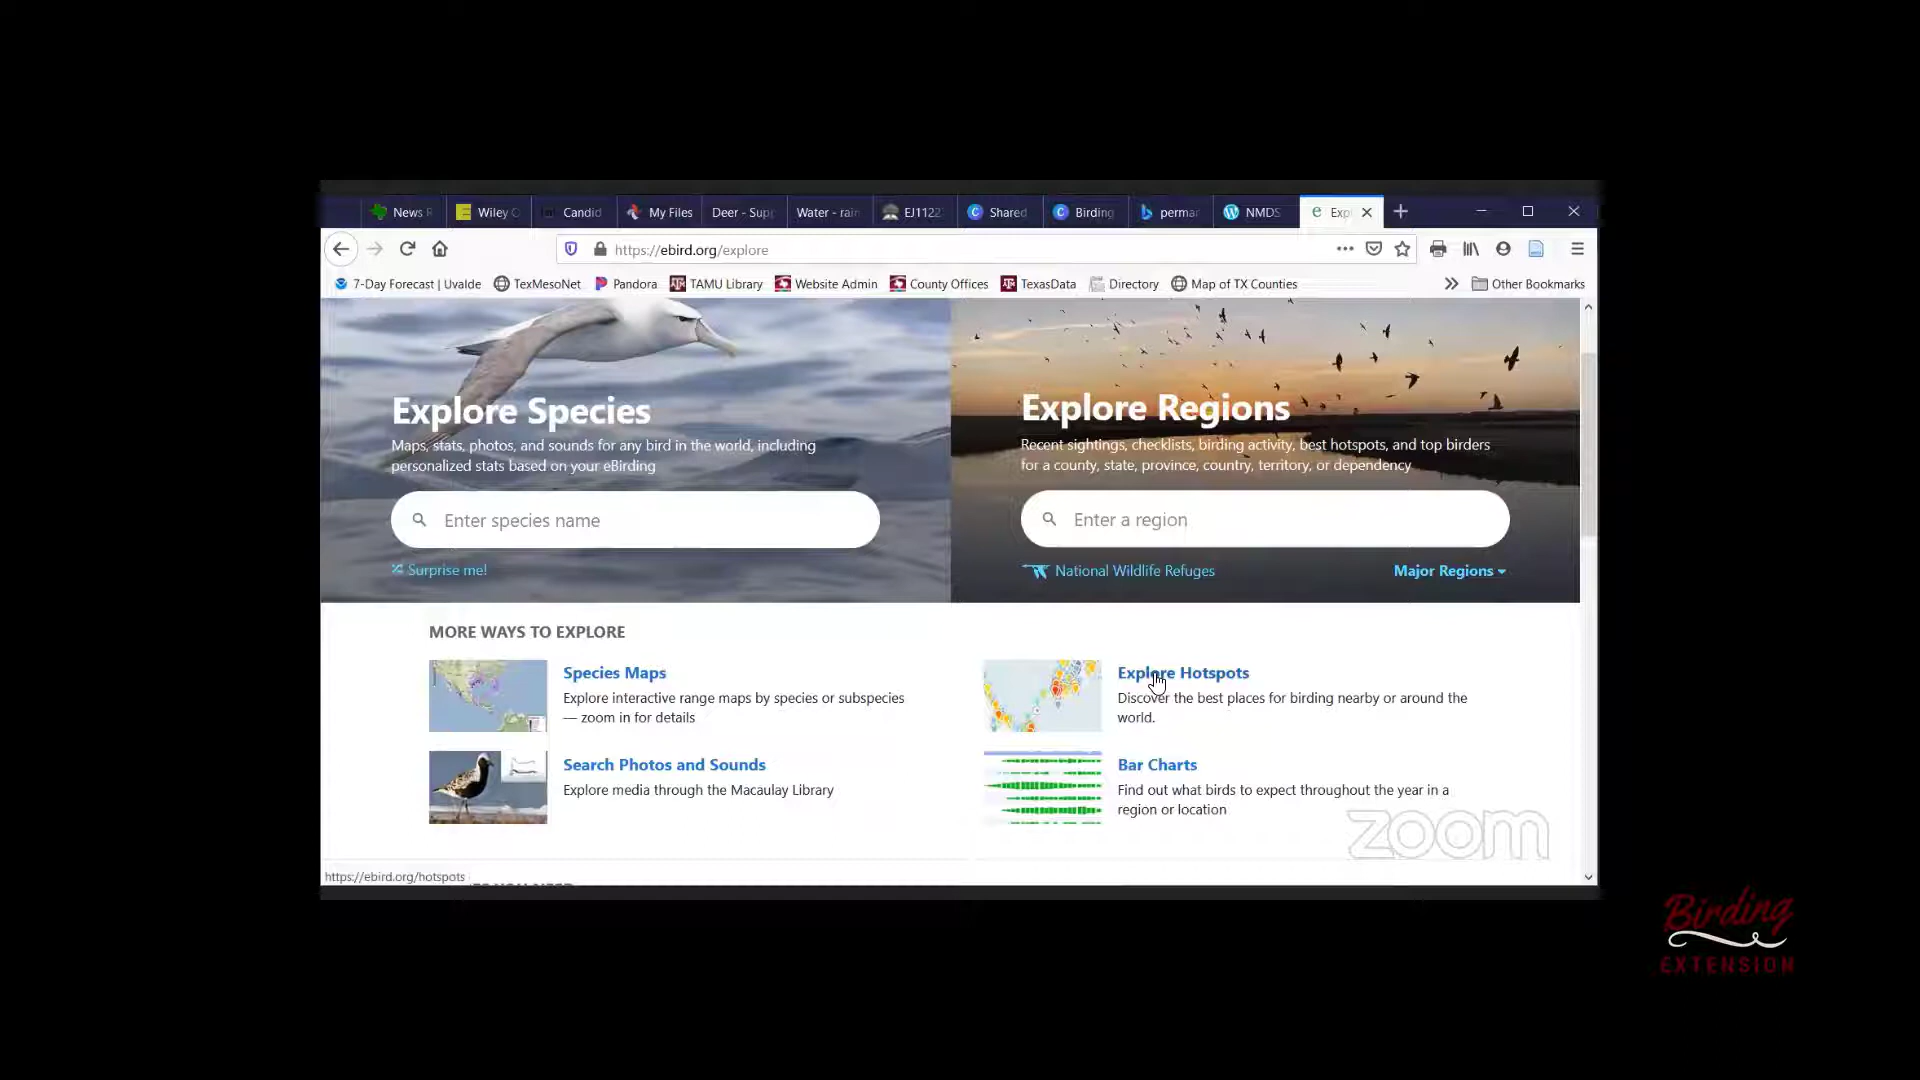 News R
Wiley O
Candid
My Files
Deer - Sup
Water - rain
EJ1122
Shared
Birding
permar
NMDS
Exp
https://ebird.org/explore
7-Day Forecast | Uvalde
TexMesoNet
Pandora
TAMU Library
Website Admin
County Offices
TexasData
Directory
Map of TX Counties
Other Bookmarks
Explore Species
Maps, stats, photos, and sounds for any bird in the world, including
personalized stats based on your eBirding
Enter species name
Surprise me!
Explore Regions
Recent sightings, checklists, birding activity, best hotspots, and top birders
for a county, state, province, country, territory, or dependency
Enter a region
National Wildlife Refuges
Major Regions
MORE WAYS TO EXPLORE
Species Maps
Explore interactive range maps by species or subspecies
— zoom in for details
Explore Hotspots
Discover the best places for birding nearby or around the
world.
Search Photos and Sounds
Explore media through the Macaulay Library
Bar Charts
Find out what birds to expect throughout the year in a
region or location
zoom
https://ebird.org/hotspots
Birding
EXTENSION